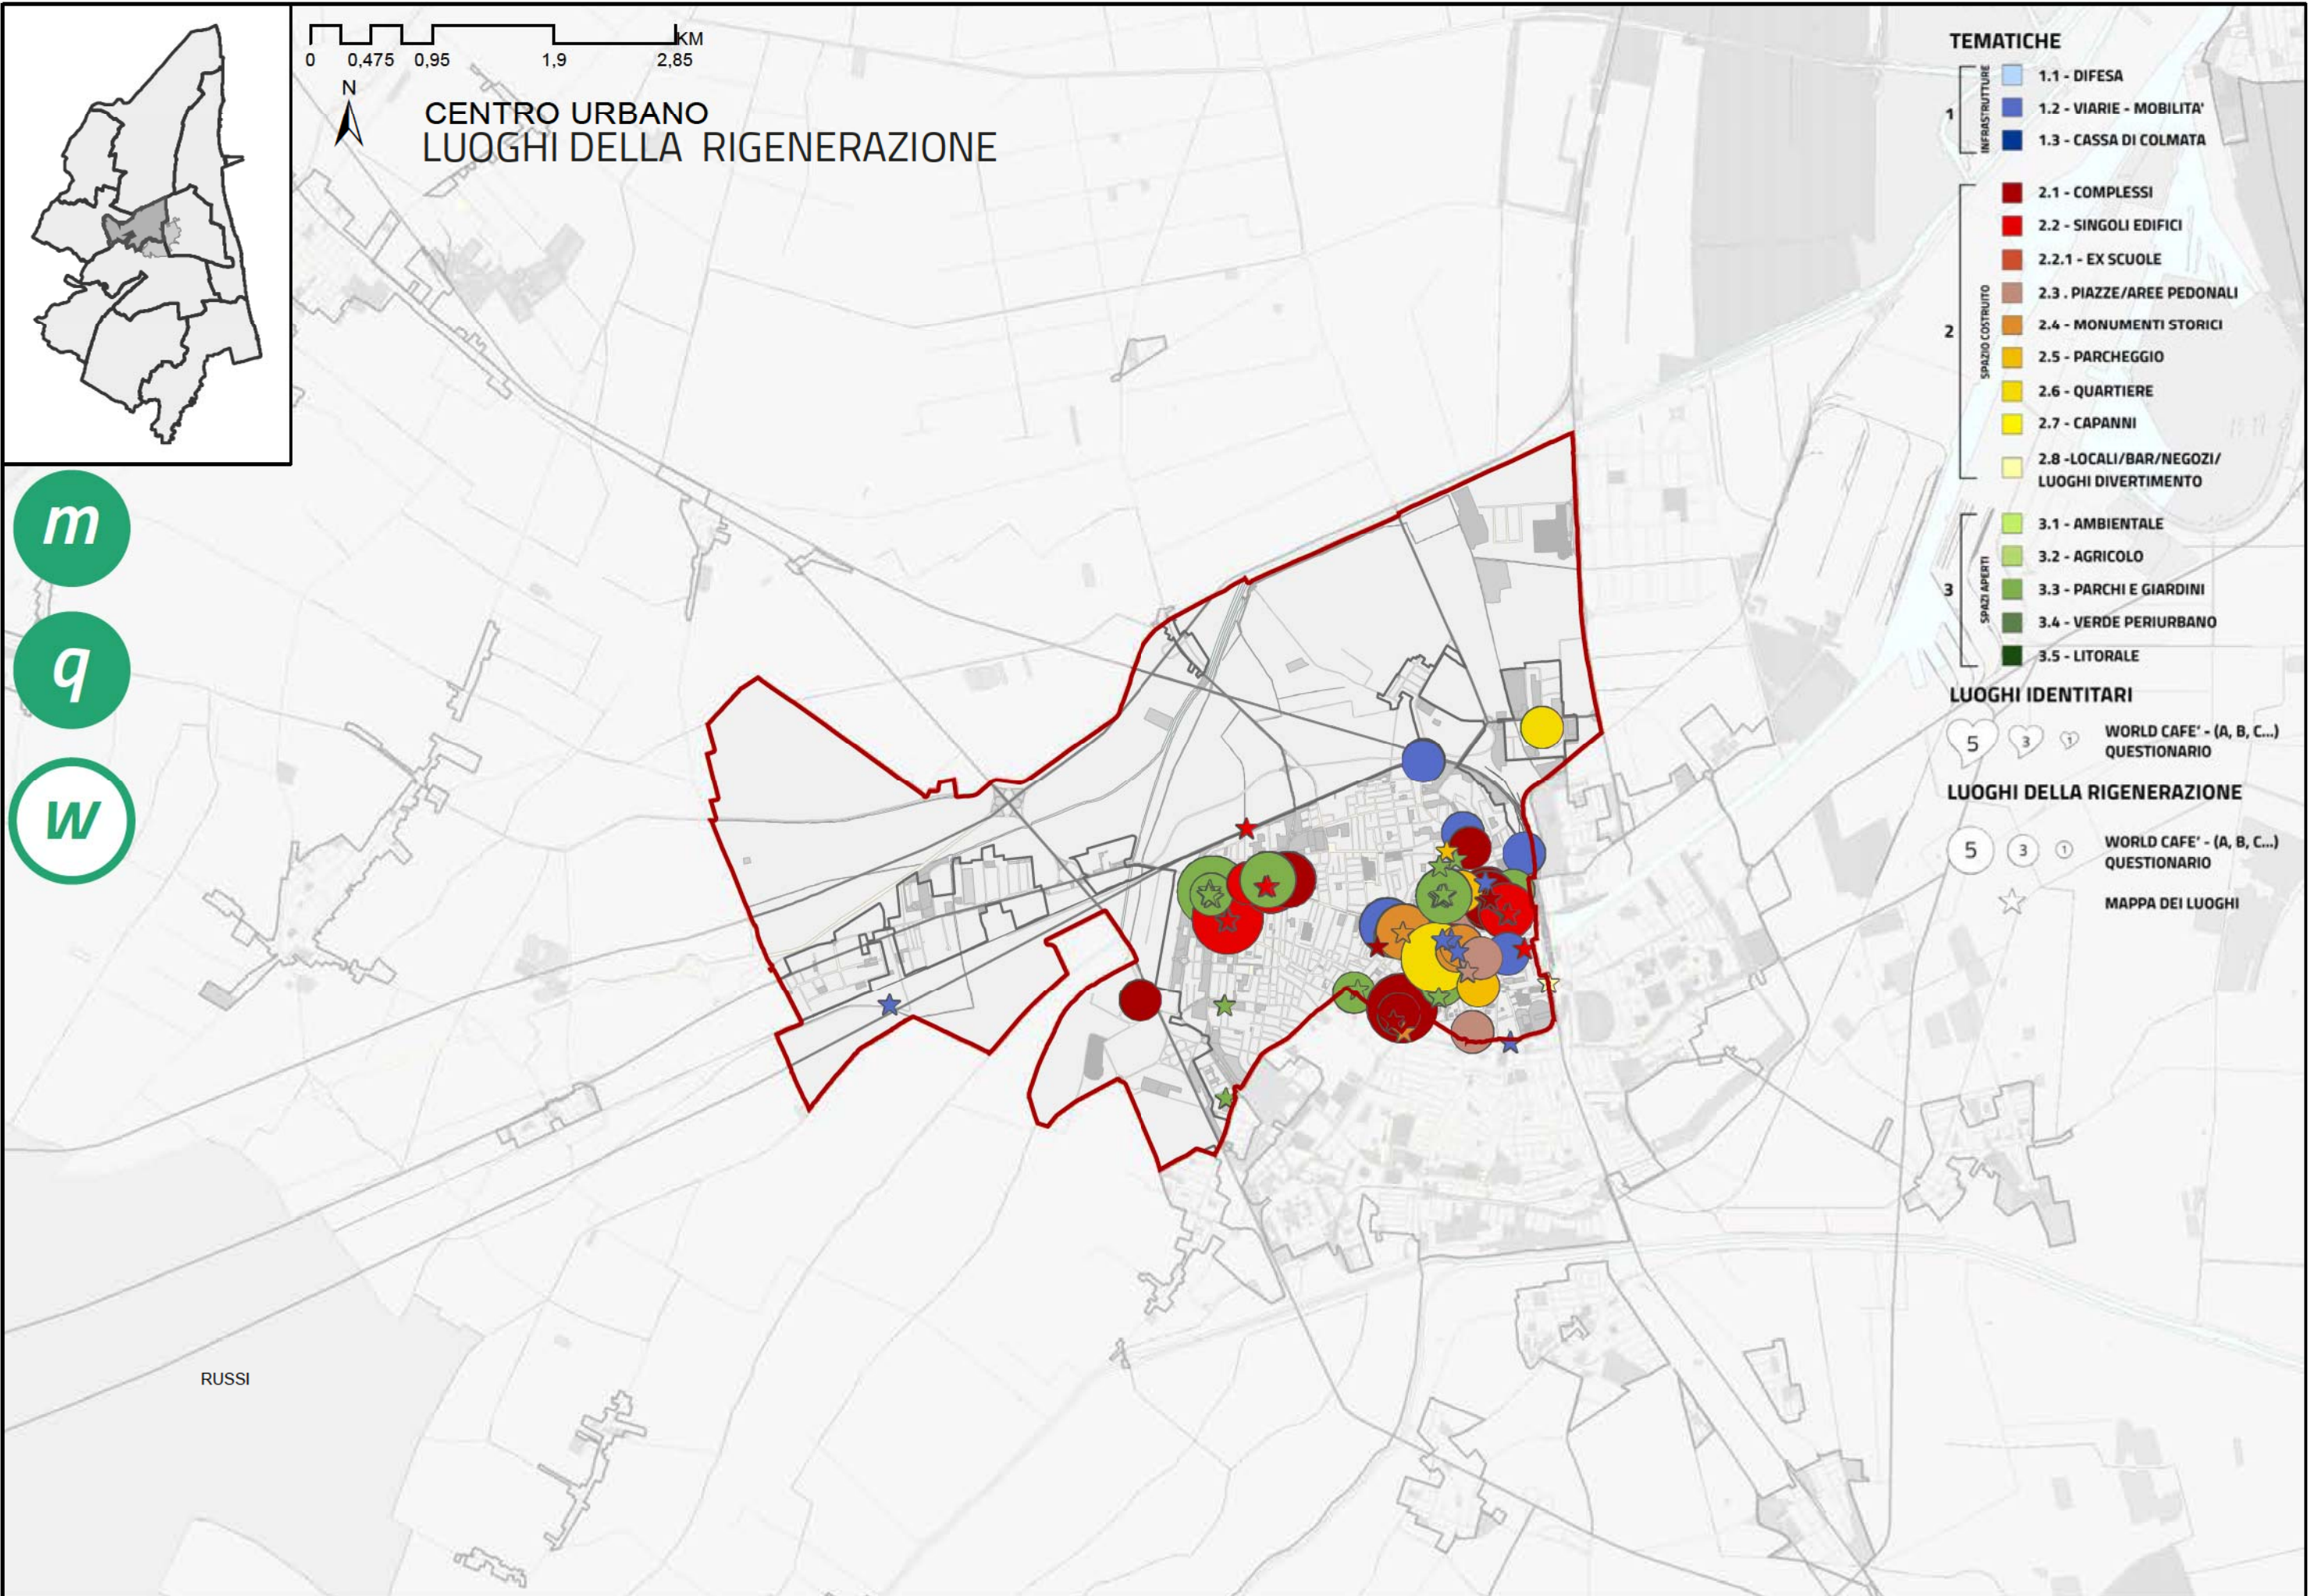 KM
0 0,475 0,95 1,9 2,85
N
CENTRO URBANO
LUOGHI DELLA RIGENERAZIONE
m
q
w
RUSSI
TEMATICHE
1
INFRASTRUTTURE
1.1 - DIFESA
1.2 - VIARIE - MOBILITA'
1.3 - CASSA DI COLMATA
2
SPAZIO COSTRUITO
2.1 - COMPLESSI
2.2 - SINGOLI EDIFICI
2.2.1 - EX SCUOLE
2.3 . PIAZZE/AREE PEDONALI
2.4 - MONUMENTI STORICI
2.5 - PARCHEGGIO
2.6 - QUARTIERE
2.7 - CAPANNI
2.8 -LOCALI/BAR/NEGOZI/
LUOGHI DIVERTIMENTO
3
SPAZI APERTI
3.1 - AMBIENTALE
3.2 - AGRICOLO
3.3 - PARCHI E GIARDINI
3.4 - VERDE PERIURBANO
3.5 - LITORALE
LUOGHI IDENTITARI
5 3 1
WORLD CAFE' - (A, B, C...)
QUESTIONARIO
LUOGHI DELLA RIGENERAZIONE
5 3 1
WORLD CAFE' - (A, B, C...)
QUESTIONARIO
MAPPA DEI LUOGHI